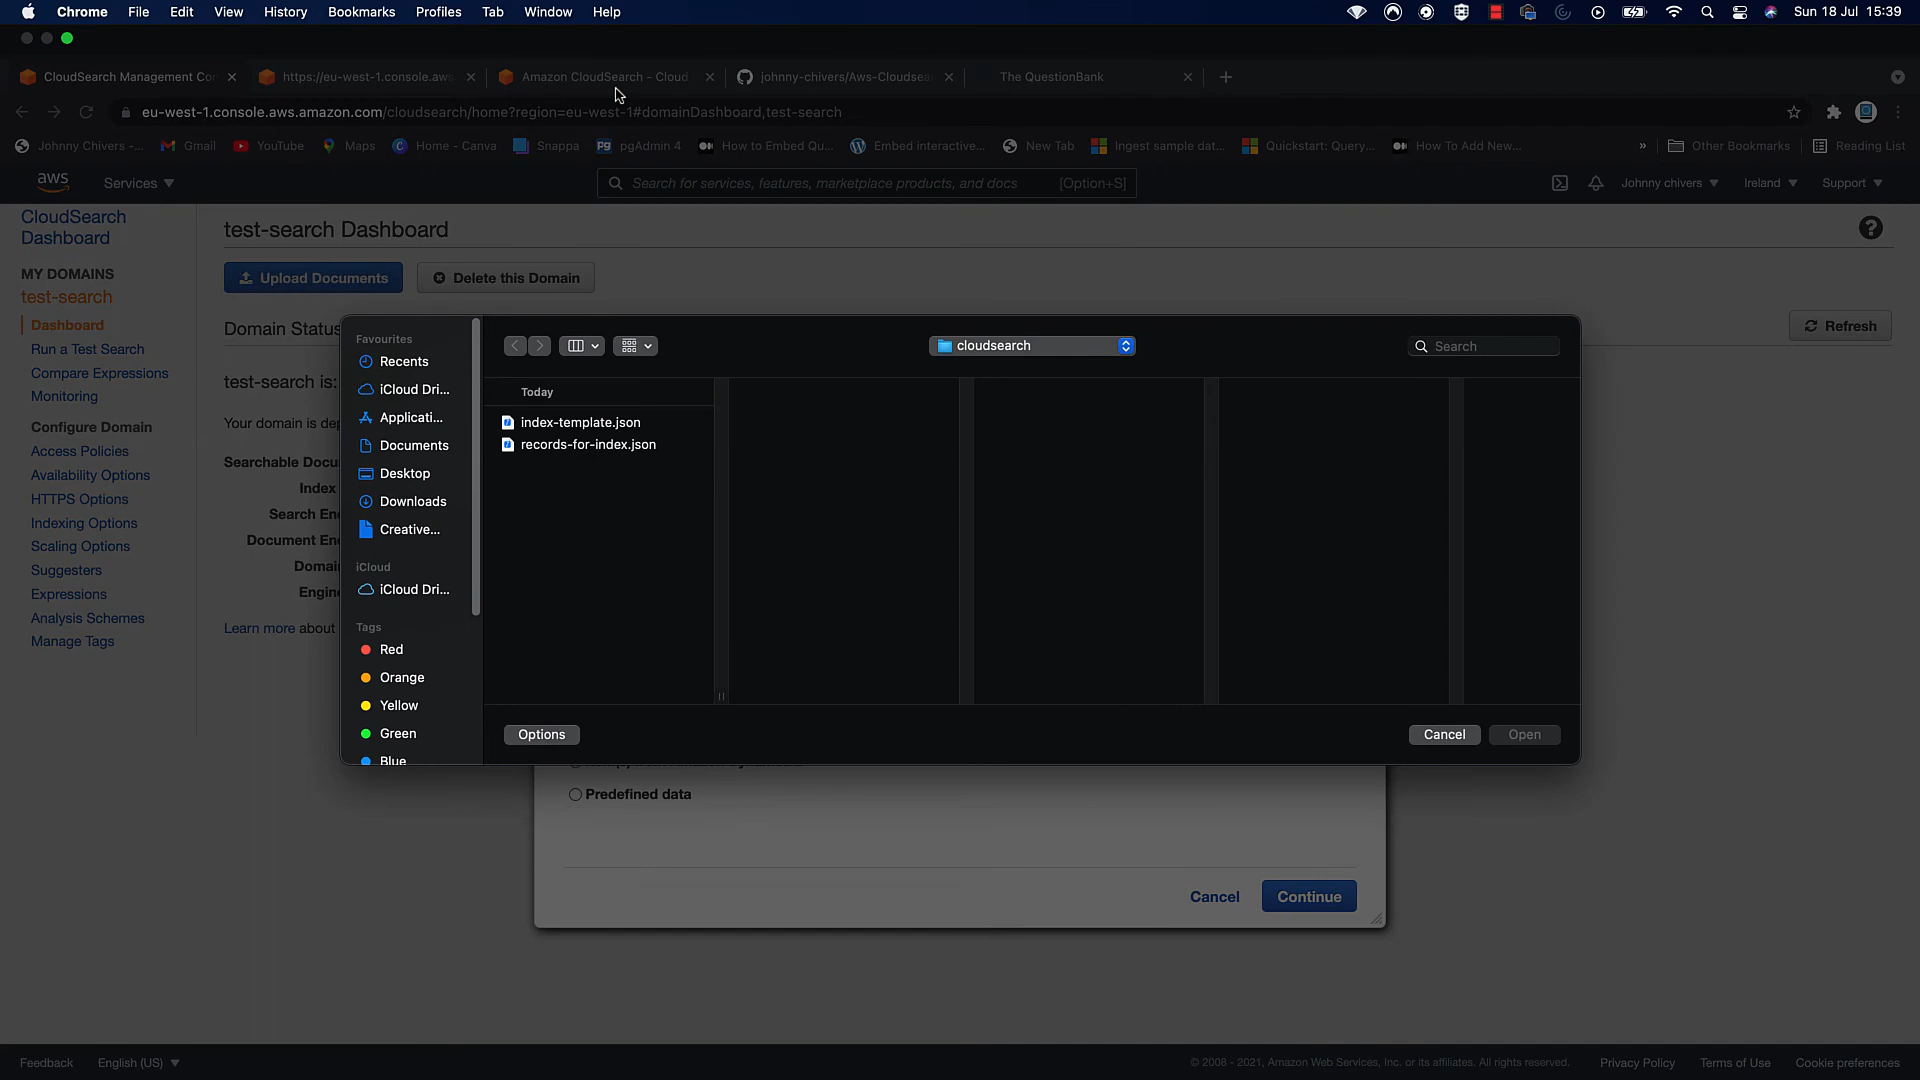 Chrome File Edit View History Bookmarks Profiles Tab Window Help Sun 18 Jul 15:39
CloudSearch Management Con https://eu-west-1.console.aws Amazon CloudSearch - Cloud johnny-chivers/Aws-Cloudsea The QuestionBank
eu-west-1.console.aws.amazon.com/cloudsearch/home?region=eu-west-1#domainDashboard,test-search
Johnny Chivers -... Gmail YouTube Maps Home - Canva Snappa pgAdmin 4 How to Embed Qu... Embed interactive... New Tab Ingest sample dat... Quickstart: Query... How To Add New... » Other Bookmarks Reading List
aws Services Search for services, features, marketplace products, and docs [Option+S] Johnny chivers Ireland Support
CloudSearch
Dashboard
MY DOMAINS
test-search
Dashboard
Run a Test Search
Compare Expressions
Monitoring
Configure Domain
Access Policies
Availability Options
HTTPS Options
Indexing Options
Scaling Options
Suggesters
Expressions
Analysis Schemes
Manage Tags
test-search Dashboard
Upload Documents Delete this Domain
Domain Status
Refresh
test-search is:
Your domain is de
Searchable Docu
Index
Search En
Document En
Domai
Engin
Learn more about
Favourites
Recents
iCloud Dri...
Applicati...
Documents
Desktop
Downloads
Creative...
iCloud
iCloud Dri...
Tags
Red
Orange
Yellow
Green
Blue
cloudsearch
Search
Today
index-template.json
records-for-index.json
Options Cancel Open
Predefined data
Cancel Continue
Feedback English (US) © 2008 - 2021, Amazon Web Services, Inc. or its affiliates. All rights reserved. Privacy Policy Terms of Use Cookie preferences